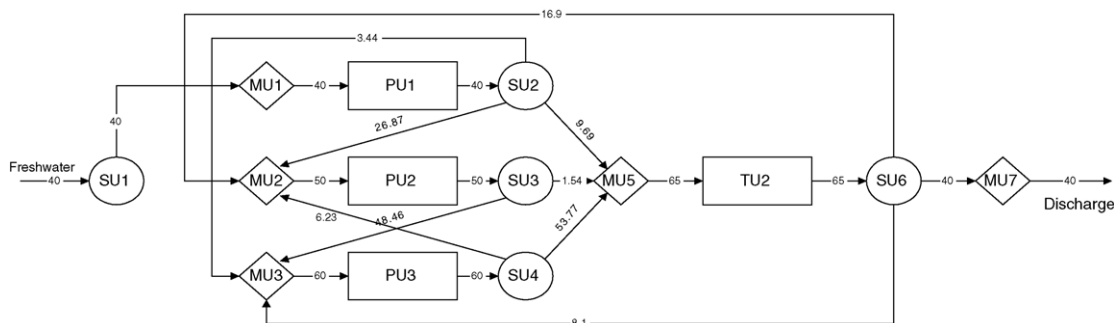 16.9
3.44
MU1
40
PU1
40
SU2
40
26.87
9.69
Freshwater
40
SU1
MU2
50
PU2
50
SU3
1.54
MU5
65
TU2
65
SU6
40
MU7
40
Discharge
6.23
48.46
53.77
MU3
60
PU3
60
SU4
8.1